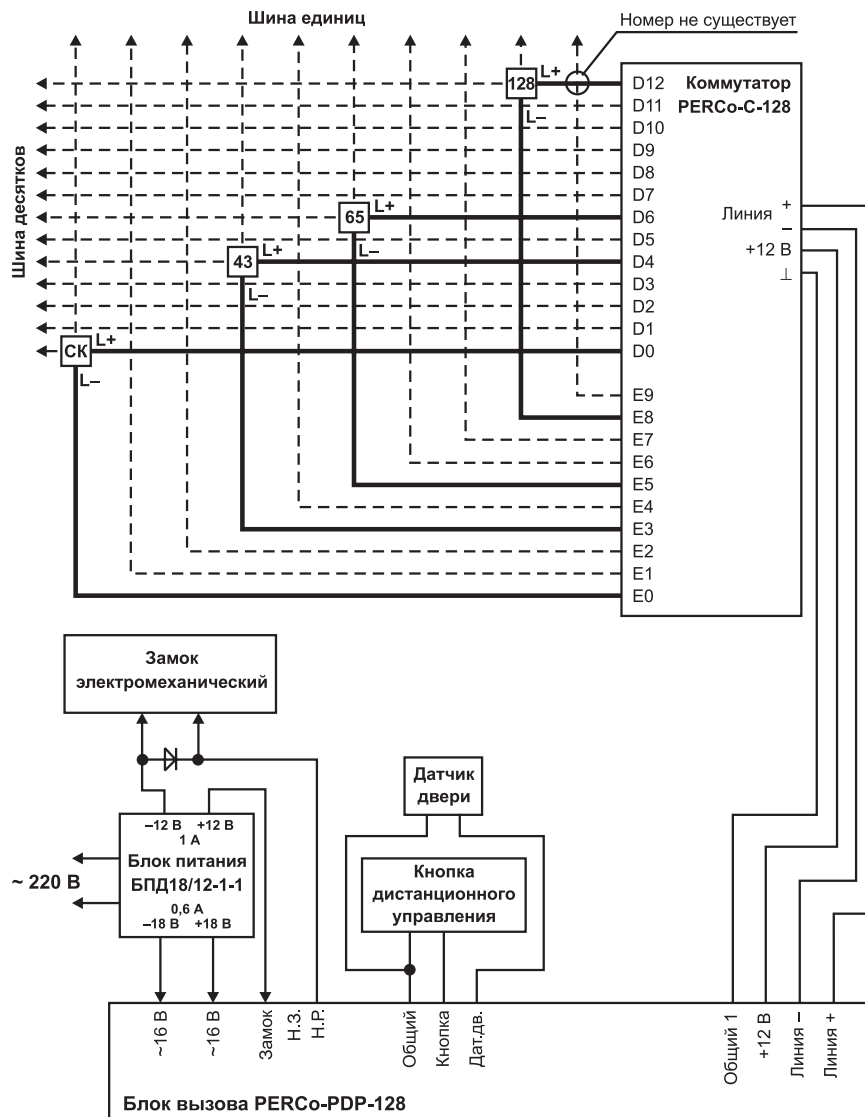 Шина единиц
Номер не существует
Шина десятков
128
L+
L–
D12
D11
D10
D9
D8
D7
D6
D5
D4
D3
D2
D1
D0
E9
E8
E7
E6
E5
E4
E3
E2
E1
E0
Коммутатор
PERCo-C-128
Линия
+
–
+12 В
⊥
65
L+
L–
43
L+
L–
СК
L+
L–
Замок
электромеханический
–12 В +12 В
1 А
Блок питания
БПД18/12-1-1
0,6 А
–18 В +18 В
~ 220 В
Датчик
двери
Кнопка
дистанционного
управления
~16 В
~16 В
Замок
Н.З.
Н.Р.
Общий
Кнопка
Дат.дв.
Общий 1
+12 В
Линия –
Линия +
Блок вызова PERCo-PDP-128